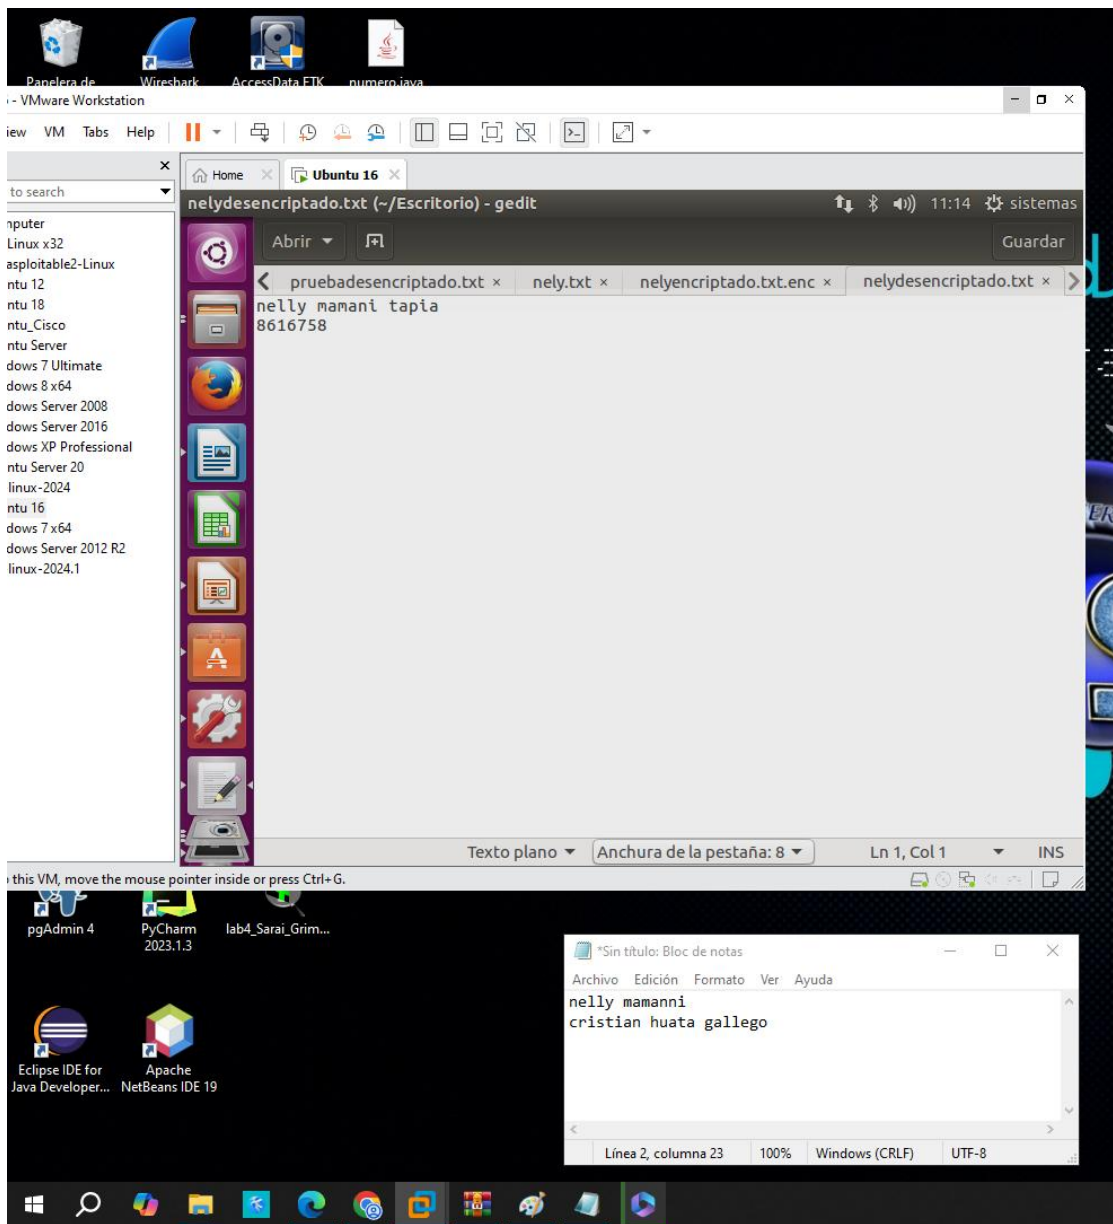 Papelera de
Wireshark
AccessData FTK
numero.java
- VMware Workstation
iew VM Tabs Help
Home
Ubuntu 16
to search
nputer
Linux x32
asploitable2-Linux
ntu 12
ntu 18
ntu_Cisco
ntu Server
dows 7 Ultimate
dows 8 x64
dows Server 2008
dows Server 2016
dows XP Professional
ntu Server 20
linux-2024
ntu 16
dows 7 x64
dows Server 2012 R2
linux-2024.1
nelydesencriptado.txt (~/Escritorio) - gedit
11:14 sistemas
Abrir
Guardar
pruebadesencriptado.txt × nely.txt × nelyencriptado.txt.enc × nelydesencriptado.txt ×
nelly mamani tapia
8616758
Texto plano Anchura de la pestaña: 8 Ln 1, Col 1 INS
this VM, move the mouse pointer inside or press Ctrl+G.
pgAdmin 4
PyCharm
2023.1.3
lab4_Sarai_Grim...
Eclipse IDE for
Java Developer...
Apache
NetBeans IDE 19
*Sin título: Bloc de notas
Archivo Edición Formato Ver Ayuda
nelly mamanni
cristian huata gallego
Línea 2, columna 23 100% Windows (CRLF) UTF-8